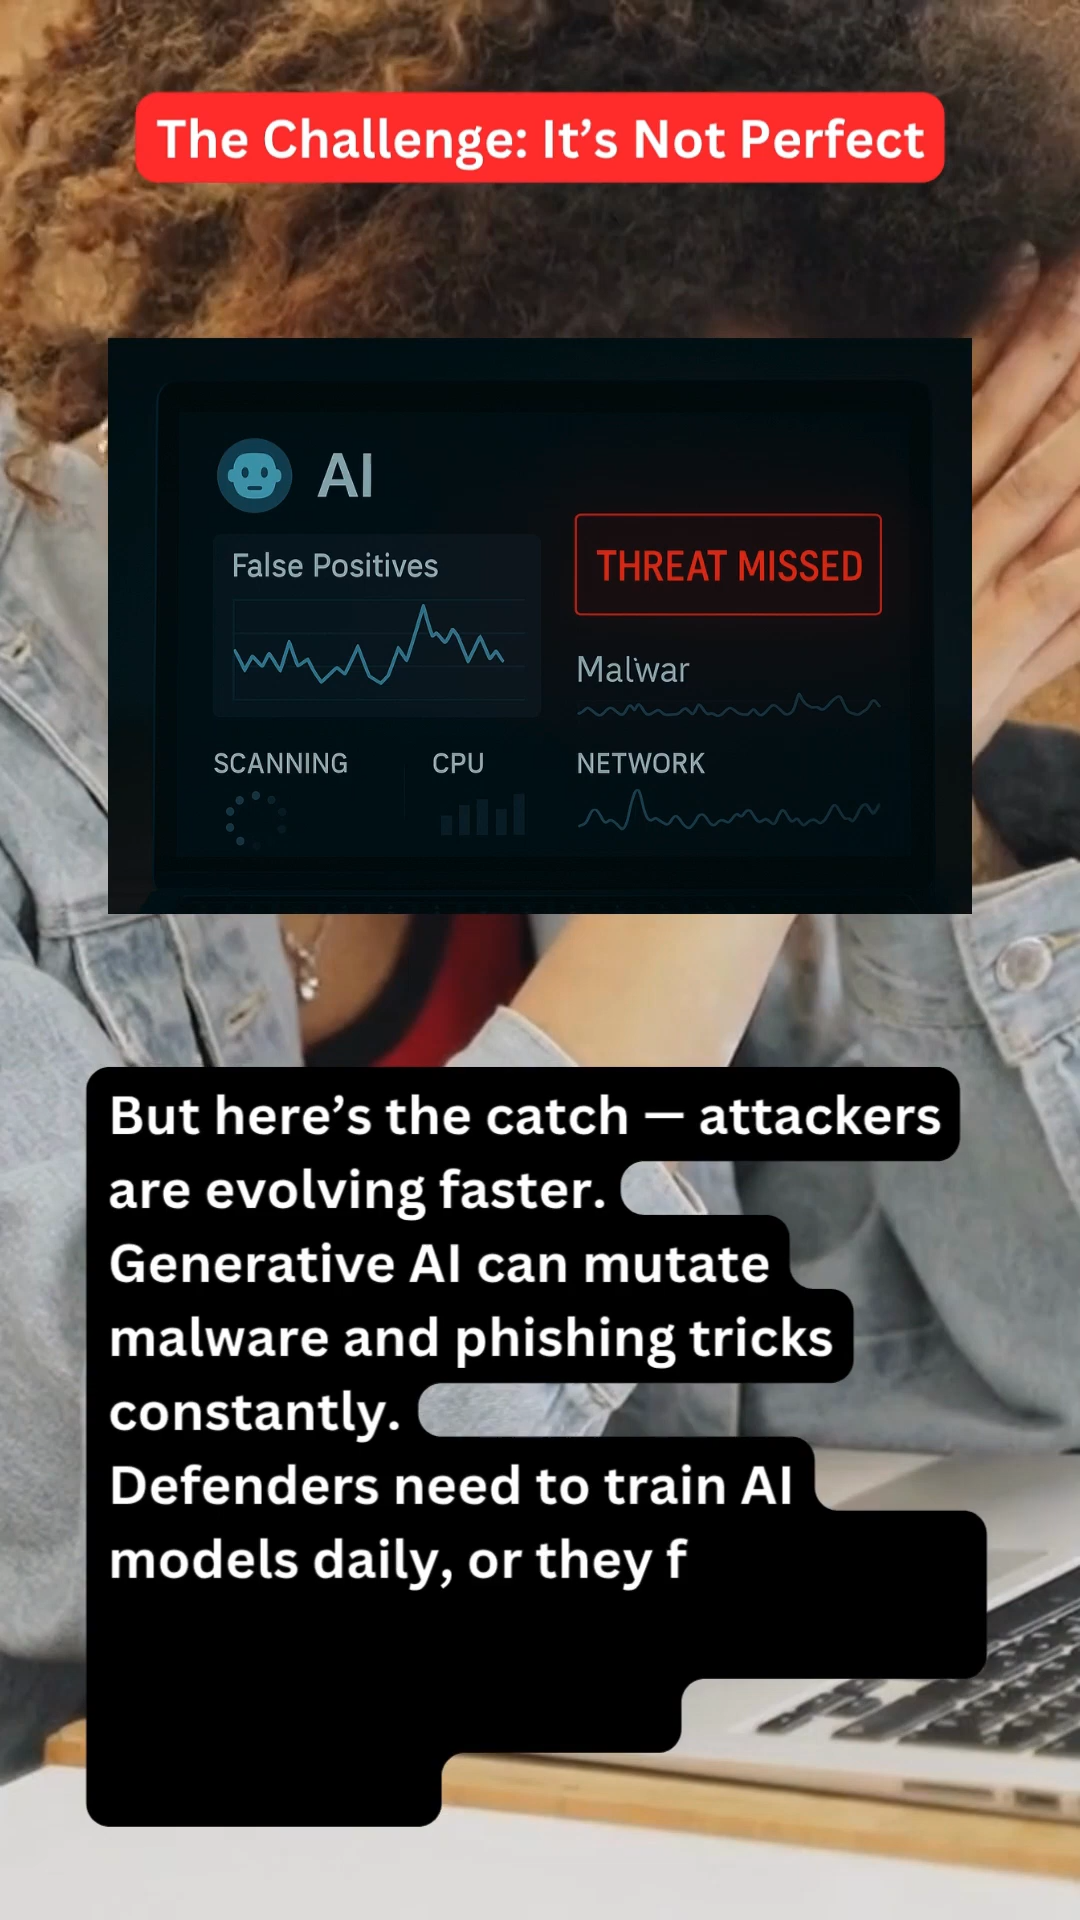 The Challenge: It’s Not Perfect
AI
False Positives
THREAT MISSED
Malwar
SCANNING
CPU
NETWORK
But here’s the catch — attackers
are evolving faster.
Generative AI can mutate
malware and phishing tricks
constantly.
Defenders need to train AI
models daily, or they f